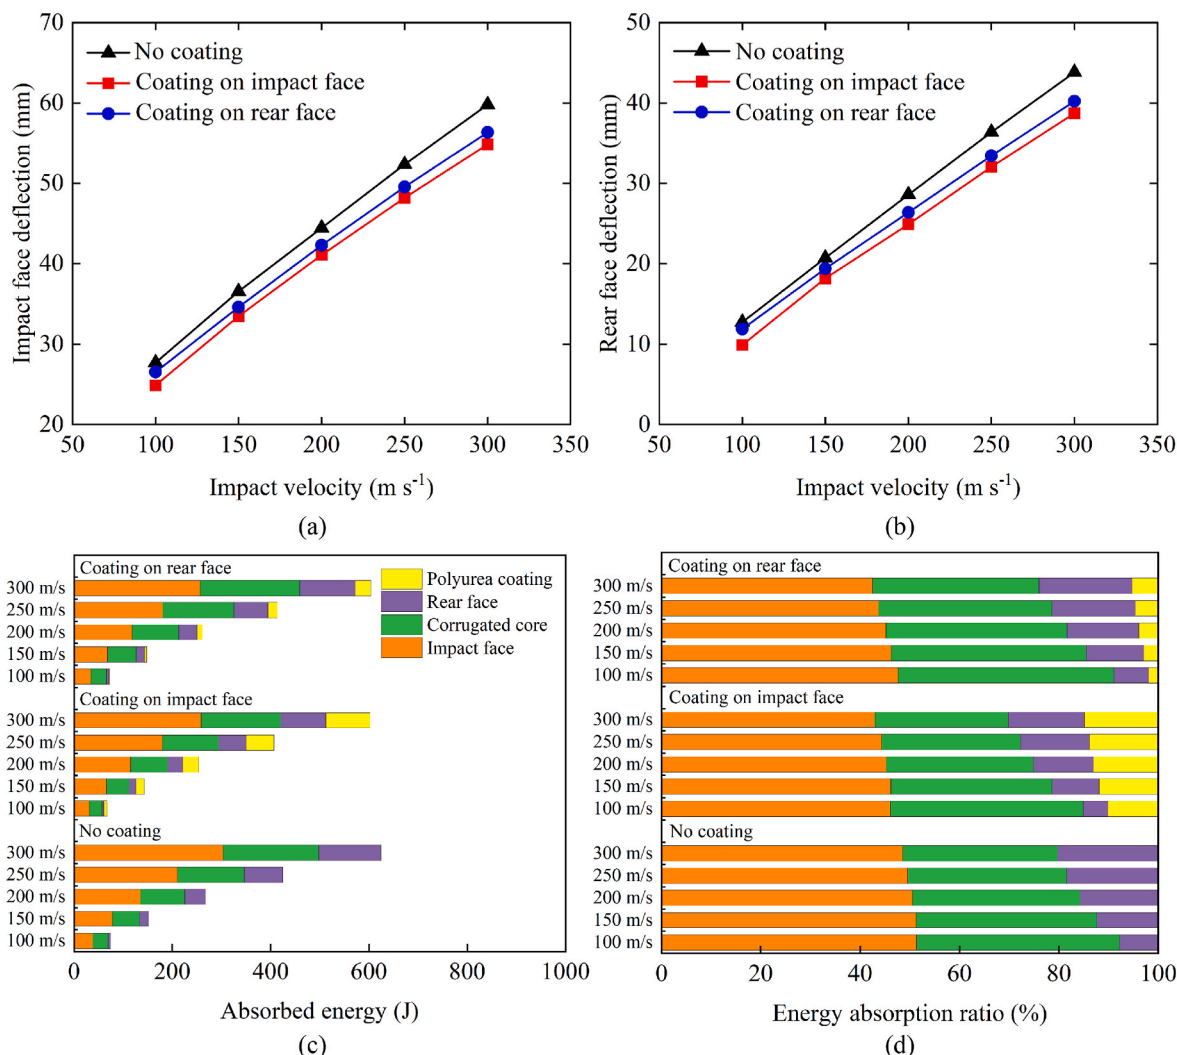 70
60
50
40
30
20
Impact face deflection (mm)
No coating
Coating on impact face
Coating on rear face
50 100 150 200 250 300 350
Impact velocity (m s⁻¹)
(a)
50
40
30
20
10
0
Rear face deflection (mm)
No coating
Coating on impact face
Coating on rear face
50 100 150 200 250 300 350
Impact velocity (m s⁻¹)
(b)
Coating on rear face
300 m/s
250 m/s
200 m/s
150 m/s
100 m/s
Coating on impact face
300 m/s
250 m/s
200 m/s
150 m/s
100 m/s
No coating
300 m/s
250 m/s
200 m/s
150 m/s
100 m/s
Polyurea coating
Rear face
Corrugated core
Impact face
0 200 400 600 800 1000
Absorbed energy (J)
(c)
Coating on rear face
300 m/s
250 m/s
200 m/s
150 m/s
100 m/s
Coating on impact face
300 m/s
250 m/s
200 m/s
150 m/s
100 m/s
No coating
300 m/s
250 m/s
200 m/s
150 m/s
100 m/s
0 20 40 60 80 100
Energy absorption ratio (%)
(d)